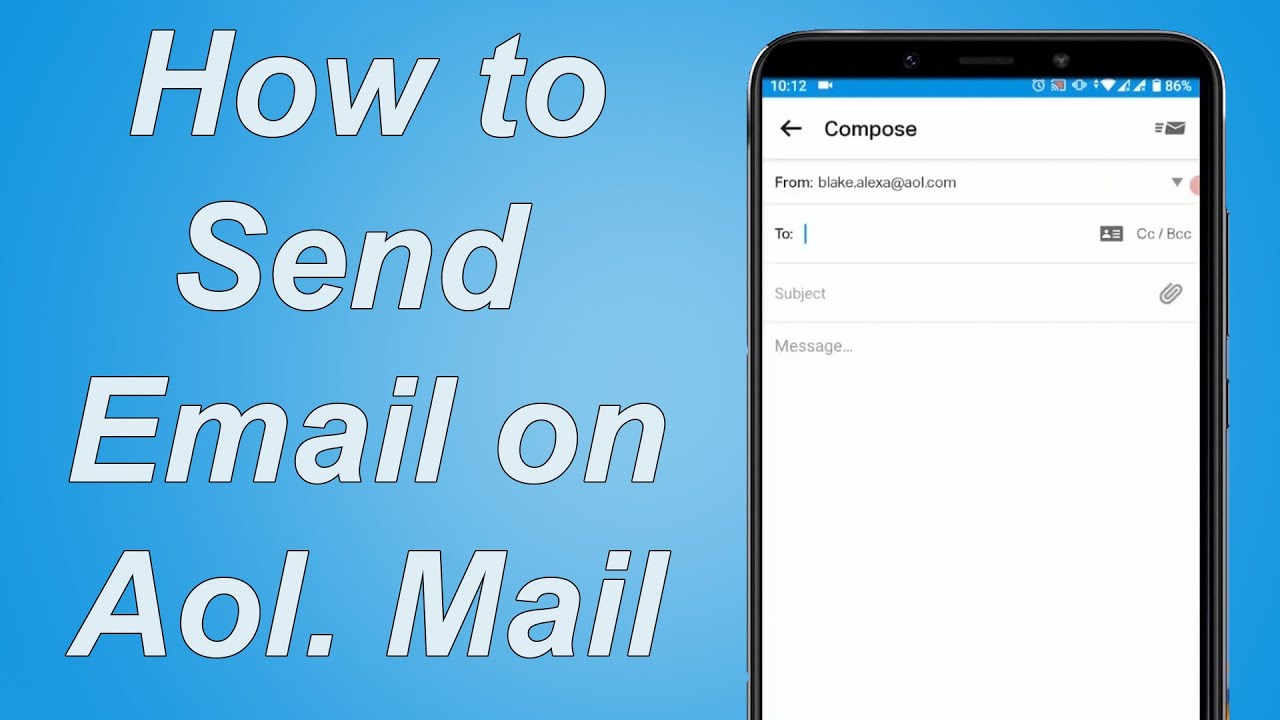 How to
Send
Email on
Aol. Mail
10:12
86%
Compose
From: blake.alexa@aol.com
To:
Cc / Bcc
Subject
Message…